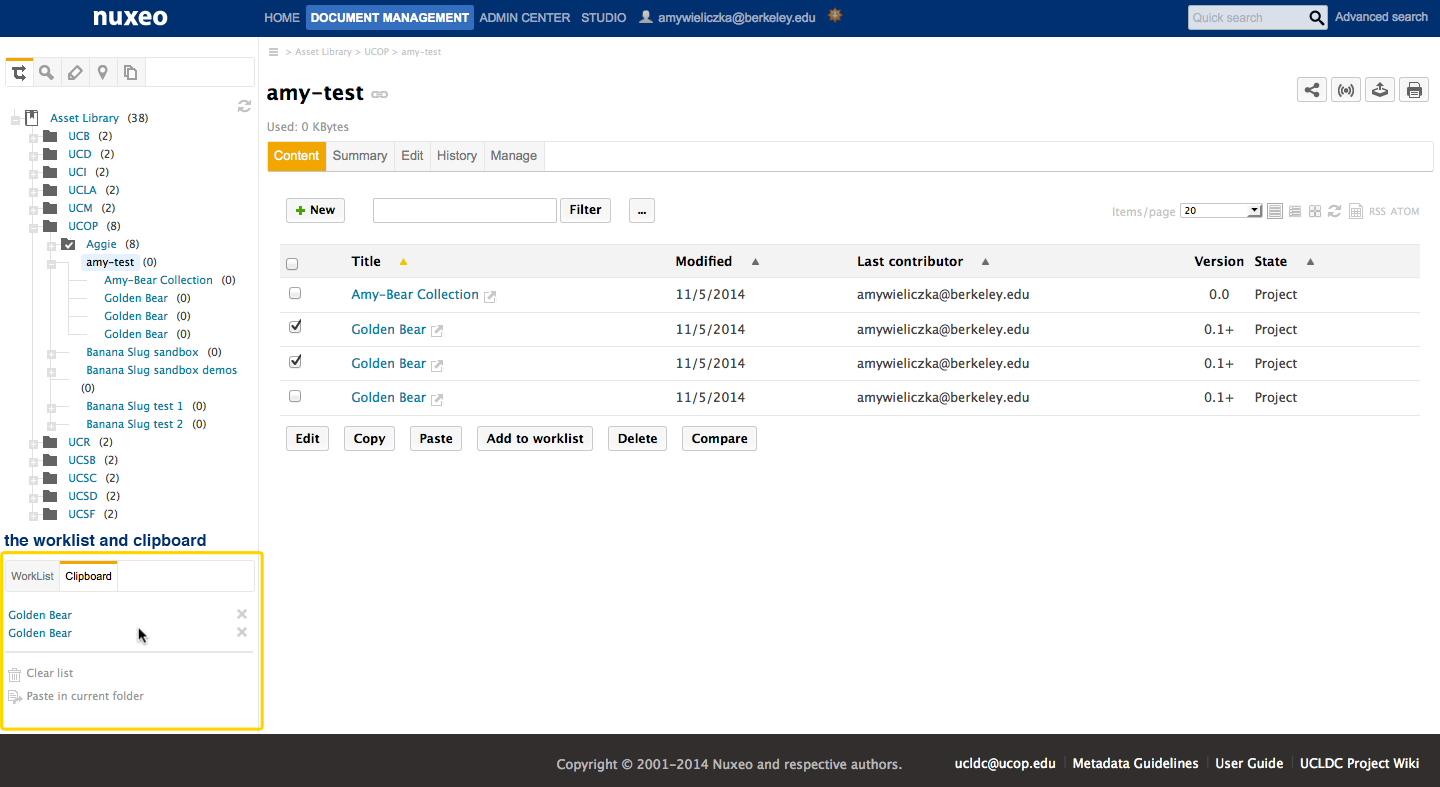 nuxeo
HOME DOCUMENT MANAGEMENT ADMIN CENTER STUDIO amywieliczka@berkeley.edu
Quick search Advanced search
> Asset Library > UCOP > amy-test
amy-test
Used: 0 KBytes
Content Summary Edit History Manage
Asset Library (38)
UCB (2)
UCD (2)
UCI (2)
UCLA (2)
UCM (2)
UCOP (8)
Aggie (8)
amy-test (0)
Amy-Bear Collection (0)
Golden Bear (0)
Golden Bear (0)
Golden Bear (0)
Banana Slug sandbox (0)
Banana Slug sandbox demos
(0)
Banana Slug test 1 (0)
Banana Slug test 2 (0)
UCR (2)
UCSB (2)
UCSC (2)
UCSD (2)
UCSF (2)
the worklist and clipboard
WorkList Clipboard
Golden Bear
Golden Bear
Clear list
Paste in current folder
New Filter ... Items/page 20 RSS ATOM
Title Modified Last contributor Version State
Amy-Bear Collection 11/5/2014 amywieliczka@berkeley.edu 0.0 Project
Golden Bear 11/5/2014 amywieliczka@berkeley.edu 0.1+ Project
Golden Bear 11/5/2014 amywieliczka@berkeley.edu 0.1+ Project
Golden Bear 11/5/2014 amywieliczka@berkeley.edu 0.1+ Project
Edit Copy Paste Add to worklist Delete Compare
Copyright © 2001-2014 Nuxeo and respective authors. ucldc@ucop.edu Metadata Guidelines User Guide UCLDC Project Wiki